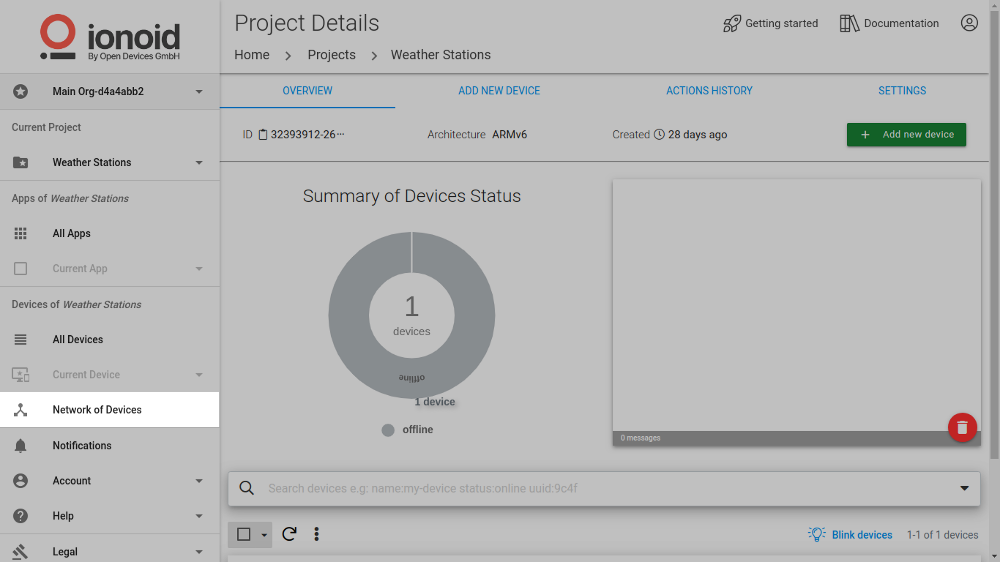 ionoid
By Open Devices GmbH
Main Org-d4a4abb2
Current Project
Weather Stations
Apps of Weather Stations
All Apps
Current App
Devices of Weather Stations
All Devices
Current Device
Network of Devices
Notifications
Account
Help
Legal
Project Details
Getting started
Documentation
Home > Projects > Weather Stations
OVERVIEW
ADD NEW DEVICE
ACTIONS HISTORY
SETTINGS
ID 32393912-26···
Architecture ARMv6
Created 28 days ago
+ Add new device
Summary of Devices Status
1
devices
offline
1 device
offline
0 messages
Search devices e.g: name:my-device status:online uuid:9c4f
Blink devices
1-1 of 1 devices